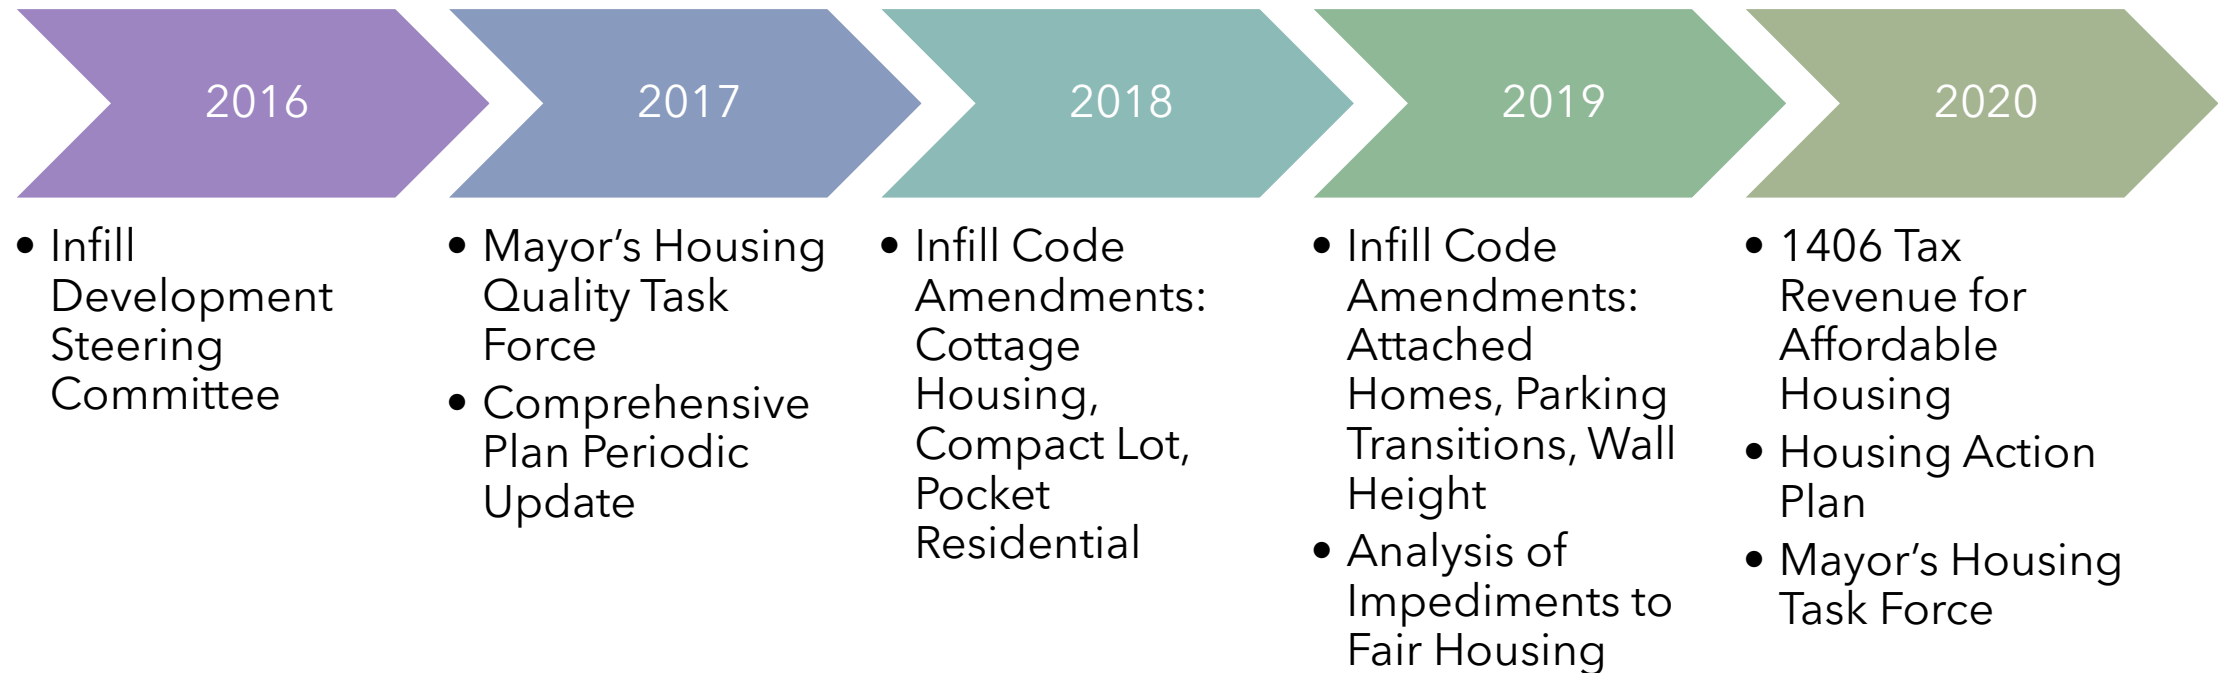 2016
2017
2018
2019
2020
• Infill
Development
Steering
Committee
• Mayor’s Housing
Quality Task
Force
• Comprehensive
Plan Periodic
Update
• Infill Code
Amendments:
Cottage
Housing,
Compact Lot,
Pocket
Residential
• Infill Code
Amendments:
Attached
Homes, Parking
Transitions, Wall
Height
• Analysis of
Impediments to
Fair Housing
• 1406 Tax
Revenue for
Affordable
Housing
• Housing Action
Plan
• Mayor’s Housing
Task Force